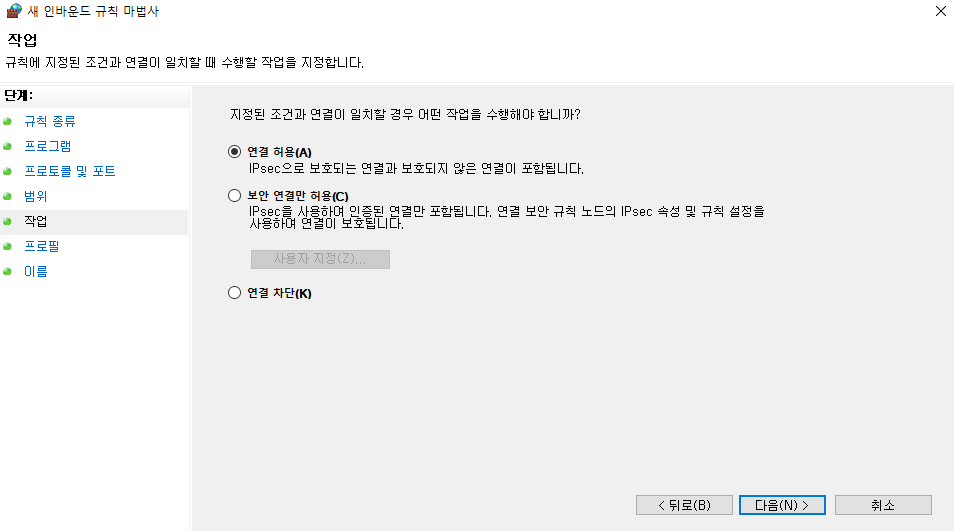 새 인바운드 규칙 마법사
작업
규칙에 지정된 조건과 연결이 일치할 때 수행할 작업을 지정합니다.
단계:
규칙 종류
프로그램
프로토콜 및 포트
범위
작업
프로필
이름
지정된 조건과 연결이 일치할 경우 어떤 작업을 수행해야 합니까?
연결 허용(A)
IPsec으로 보호되는 연결과 보호되지 않은 연결이 포함됩니다.
보안 연결만 허용(C)
IPsec을 사용하여 인증된 연결만 포함됩니다. 연결 보안 규칙 노드의 IPsec 속성 및 규칙 설정을
사용하여 연결이 보호됩니다.
사용자 지정(Z)...
연결 차단(K)
< 뒤로(B)
다음(N) >
취소